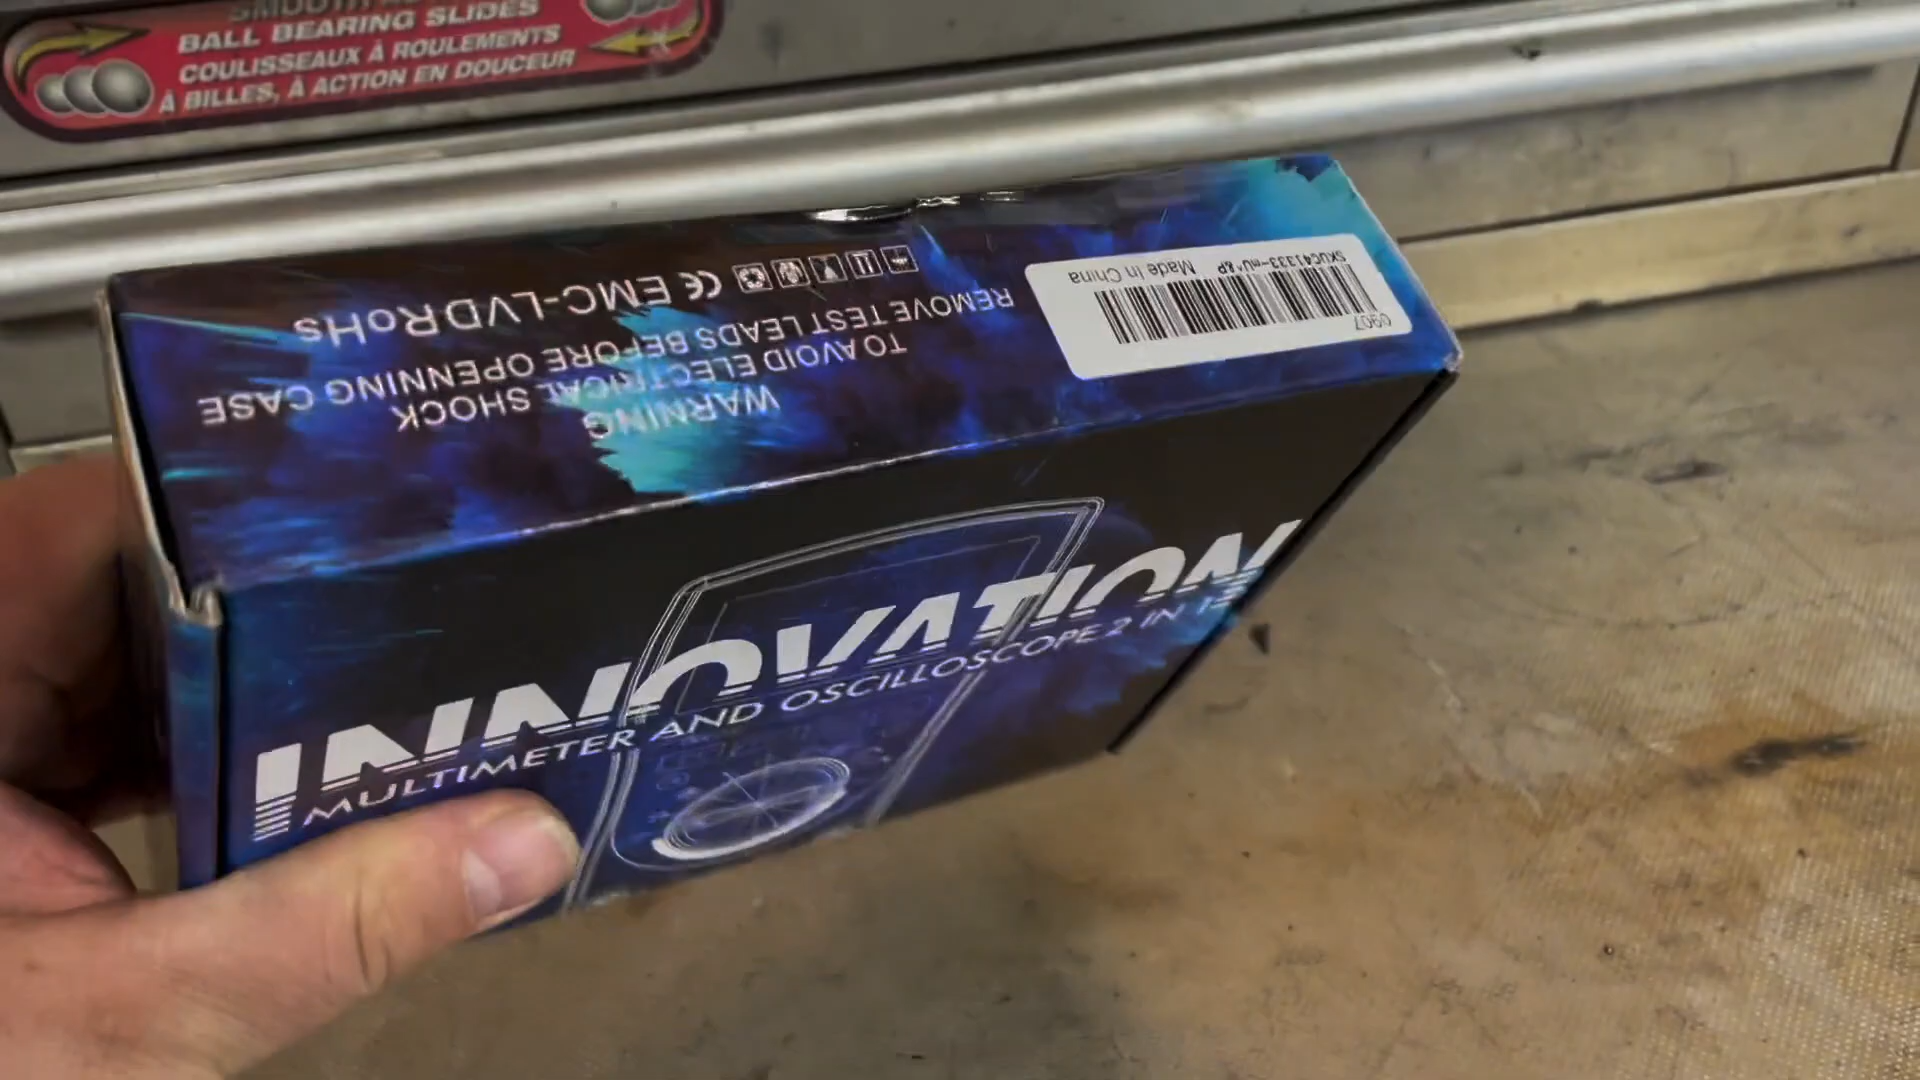 BALL BEARING SLIDES
COULISSEAUX À ROULEMENTS
À BILLES, À ACTION EN DOUCEUR
WARNING
TO AVOID ELECTRICAL SHOCK
REMOVE TEST LEADS BEFORE OPENNING CASE
CE EMC-LVD RoHs
0907
Made in China
INNOVATION
MULTIMETER AND OSCILLOSCOPE 2 IN 1